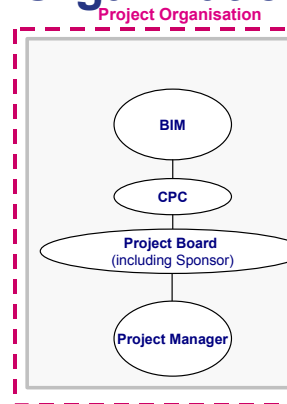 Project Organisation
BIM
CPC
Project Board
(including Sponsor)
Project Manager